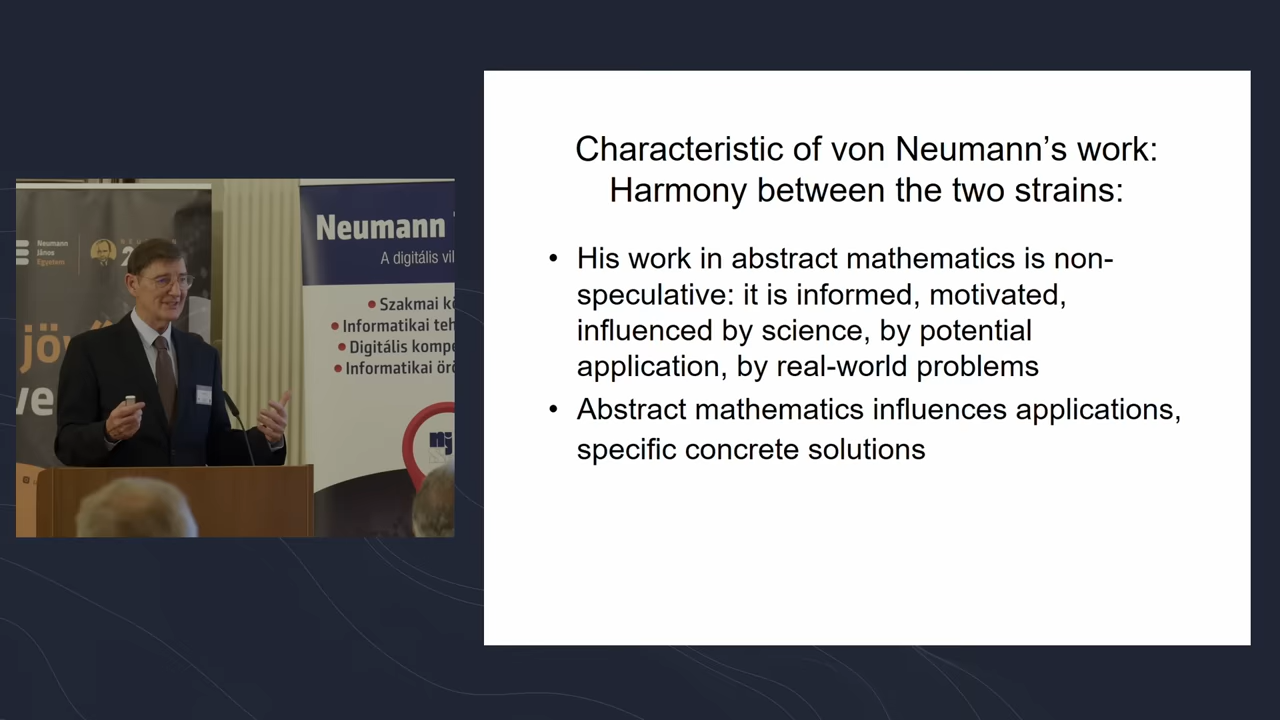 Neumann
János
Egyetem
jöv
ve
Neumann
A digitális vil
Szakmai k
Informatikai teh
Digitális kompe
Informatikai örö
nj
Characteristic of von Neumann’s work:
Harmony between the two strains:
• His work in abstract mathematics is non-
speculative: it is informed, motivated,
influenced by science, by potential
application, by real-world problems
• Abstract mathematics influences applications,
specific concrete solutions